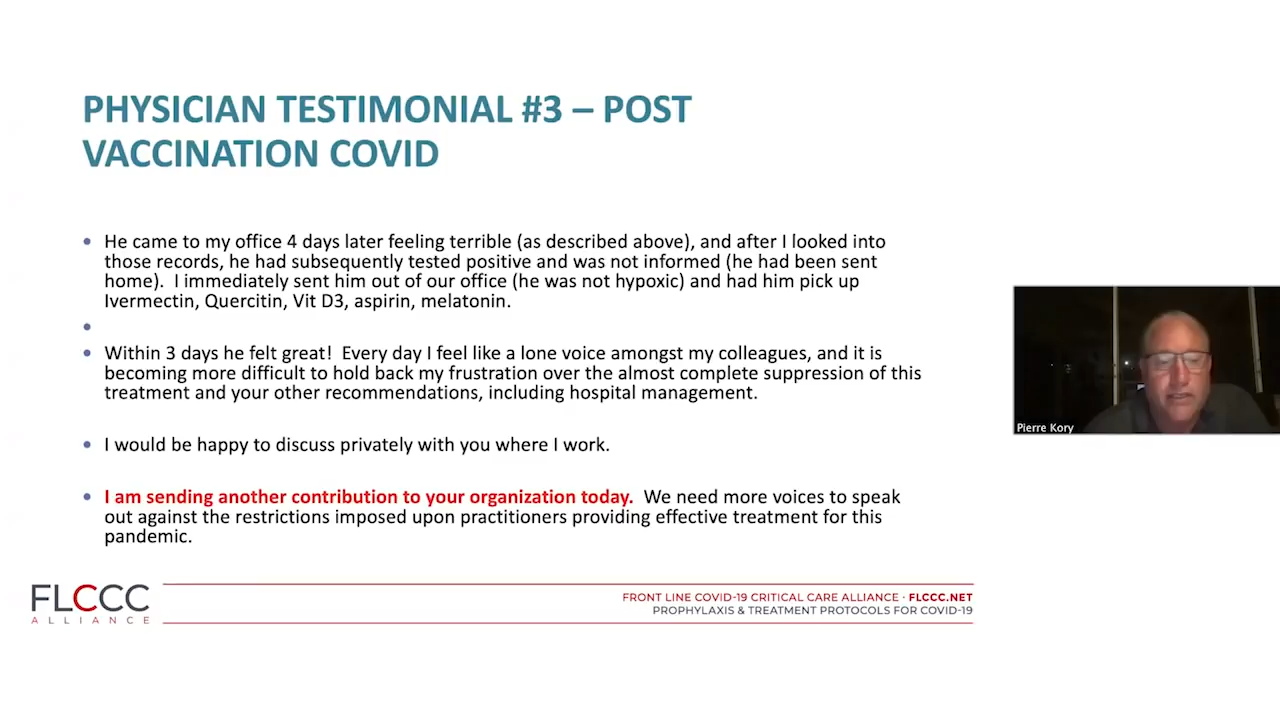 PHYSICIAN TESTIMONIAL #3 – POST
VACCINATION COVID
• He came to my office 4 days later feeling terrible (as described above), and after I looked into
those records, he had subsequently tested positive and was not informed (he had been sent
home).  I immediately sent him out of our office (he was not hypoxic) and had him pick up
Ivermectin, Quercitin, Vit D3, aspirin, melatonin.
•
• Within 3 days he felt great!  Every day I feel like a lone voice amongst my colleagues, and it is
becoming more difficult to hold back my frustration over the almost complete suppression of this
treatment and your other recommendations, including hospital management.
• I would be happy to discuss privately with you where I work.
• I am sending another contribution to your organization today.  We need more voices to speak
out against the restrictions imposed upon practitioners providing effective treatment for this
pandemic.
Pierre Kory
FLCCC
ALLIANCE
FRONT LINE COVID-19 CRITICAL CARE ALLIANCE · FLCCC.NET
PROPHYLAXIS & TREATMENT PROTOCOLS FOR COVID-19